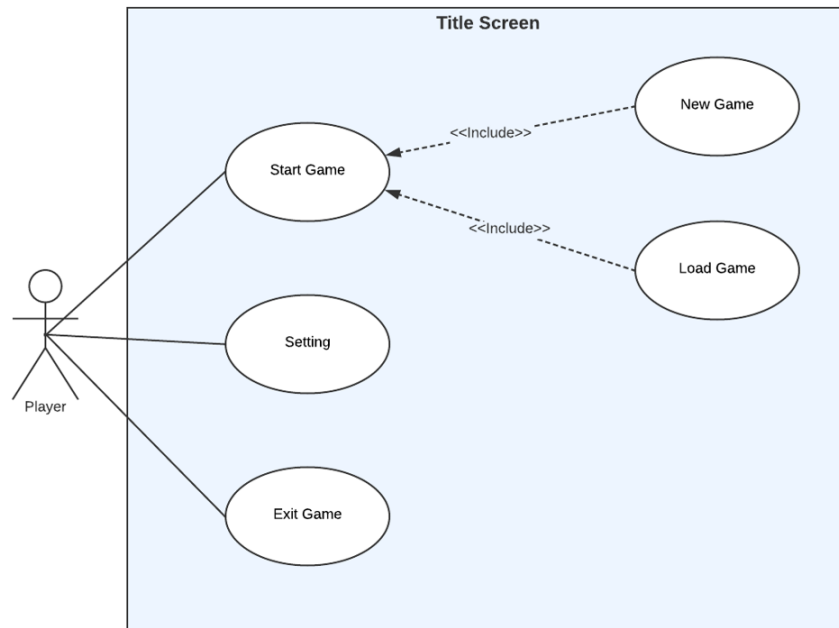 Title Screen
New Game
<<Include>>
Start Game
<<Include>>
Load Game
Setting
Player
Exit Game